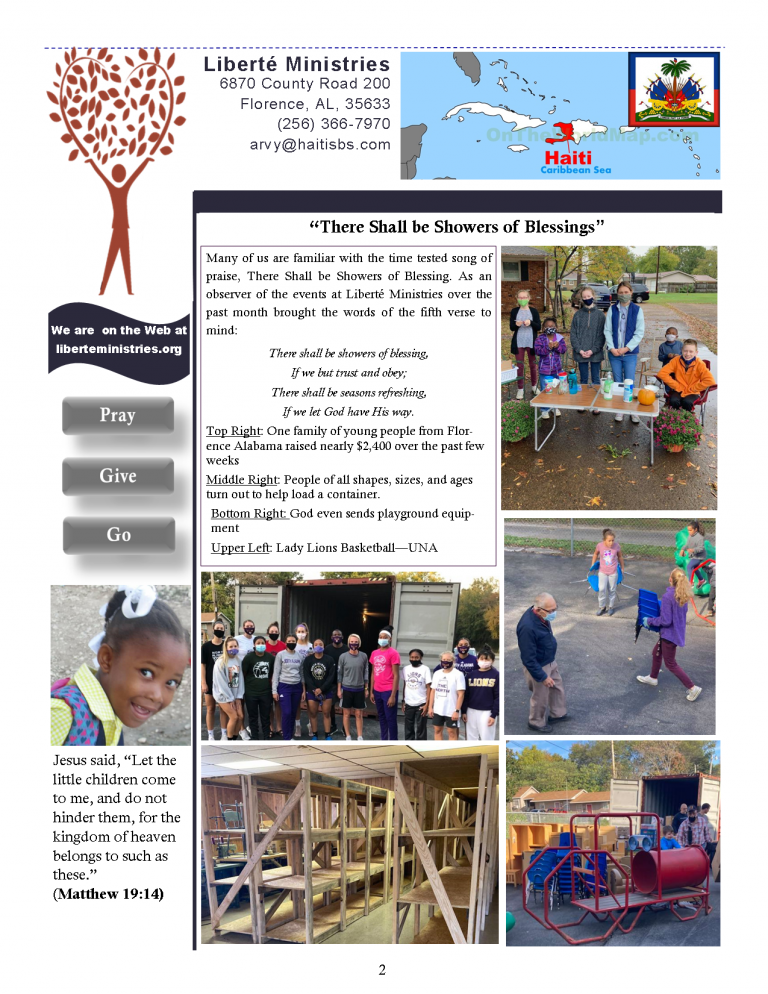 Liberté Ministries
6870 County Road 200
Florence, AL, 35633
(256) 366-7970
arvy@haitisbs.com
OnTheWorldMap.com
Haiti
Caribbean Sea
We are on the Web at
liberteministries.org
Pray
Give
Go
Jesus said, “Let the
little children come
to me, and do not
hinder them, for the
kingdom of heaven
belongs to such as
these.”
(Matthew 19:14)
“There Shall be Showers of Blessings”
Many of us are familiar with the time tested song of
praise, There Shall be Showers of Blessing. As an
observer of the events at Liberté Ministries over the
past month brought the words of the fifth verse to
mind:
There shall be showers of blessing,
If we but trust and obey;
There shall be seasons refreshing,
If we let God have His way.
Top Right: One family of young people from Flor-
ence Alabama raised nearly $2,400 over the past few
weeks
Middle Right: People of all shapes, sizes, and ages
turn out to help load a container.
Bottom Right: God even sends playground equip-
ment
Upper Left: Lady Lions Basketball—UNA
LIONS
2